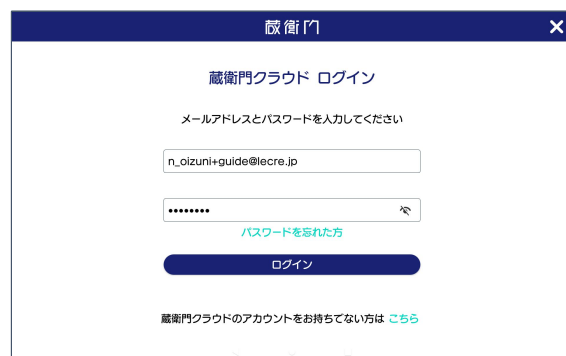 蔵衛門
蔵衛門クラウド ログイン
メールアドレスとパスワードを入力してください
n_oizuni+guide@lecre.jp
••••••••
パスワードを忘れた方
ログイン
蔵衛門クラウドのアカウントをお持ちでない方は こちら